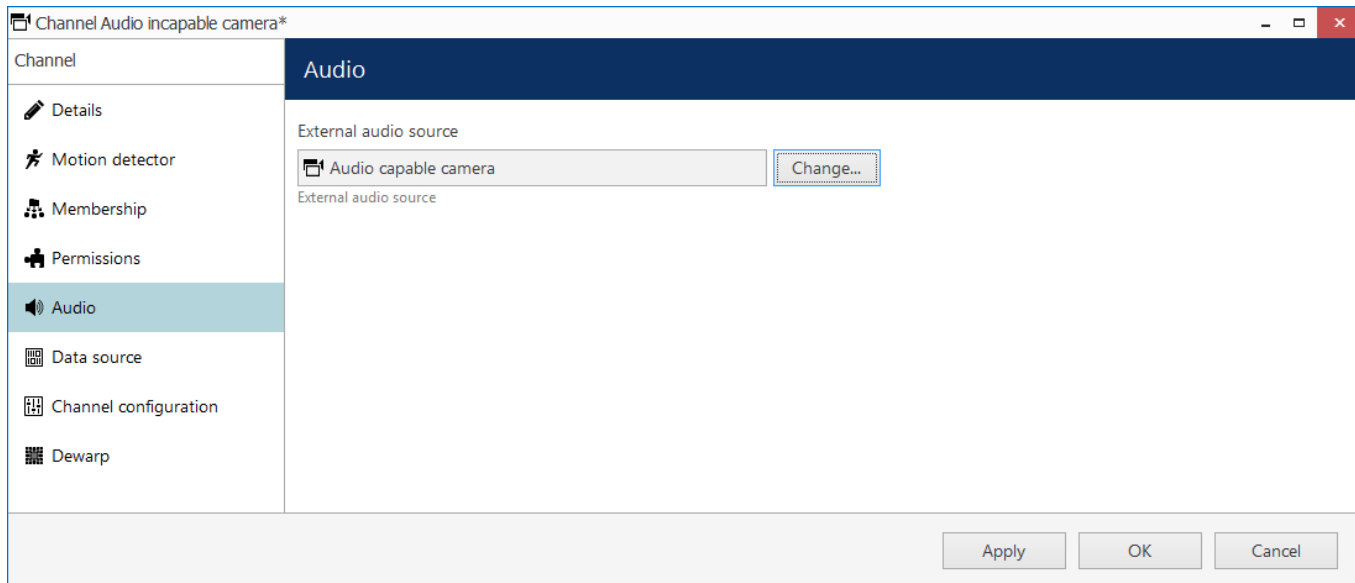 Channel Audio incapable camera*
Channel
Audio
Details
Motion detector
Membership
Permissions
Audio
Data source
Channel configuration
Dewarp
External audio source
Audio capable camera
Change...
External audio source
Apply
OK
Cancel